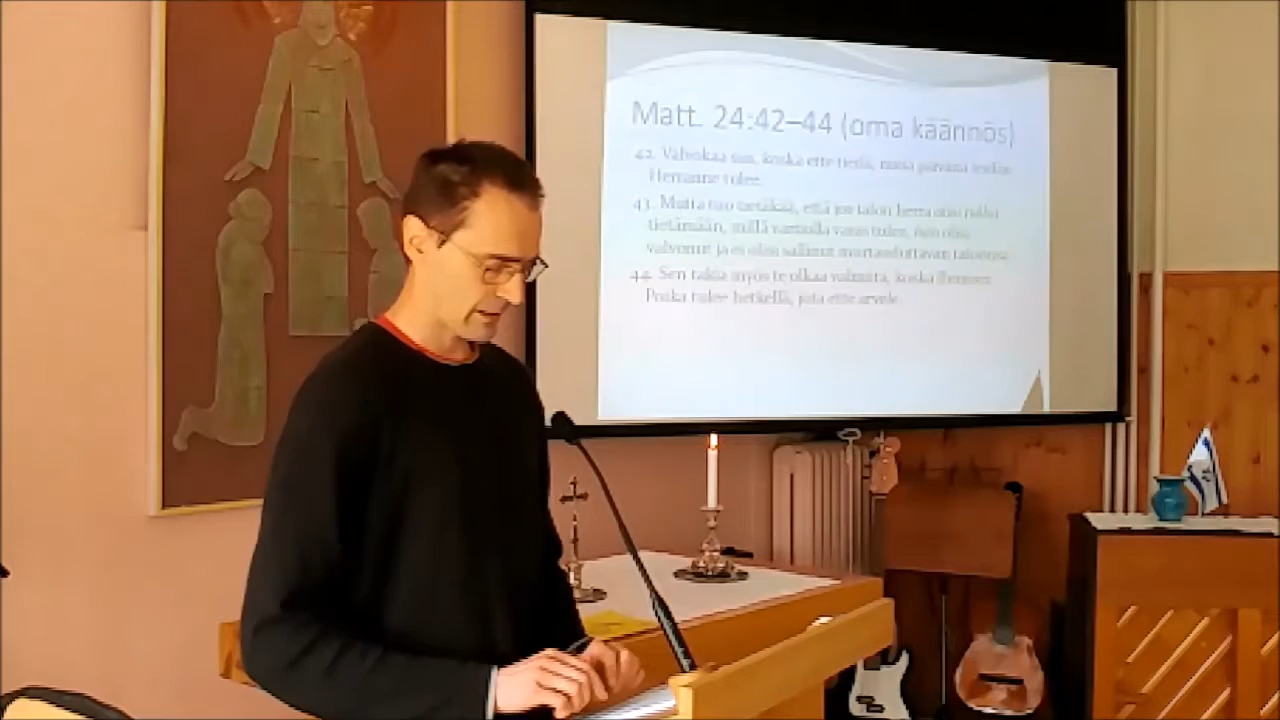 Matt. 24:42–44 (oma käännös)
42. Valvokaa siis, koska ette tiedä, minä päivänä teidän
Herranne tulee.
43. Mutta tuo tietäkää, että jos talon herra olisi
tietämään, millä vartiolla varas tulee, hän olisi
valvonut ja ei olisi sallinut murtauduttavan taloonsa.
44. Sen takia myös te olkaa valmiita, koska Ihmisen
Poika tulee hetkellä, jota ette arvele.